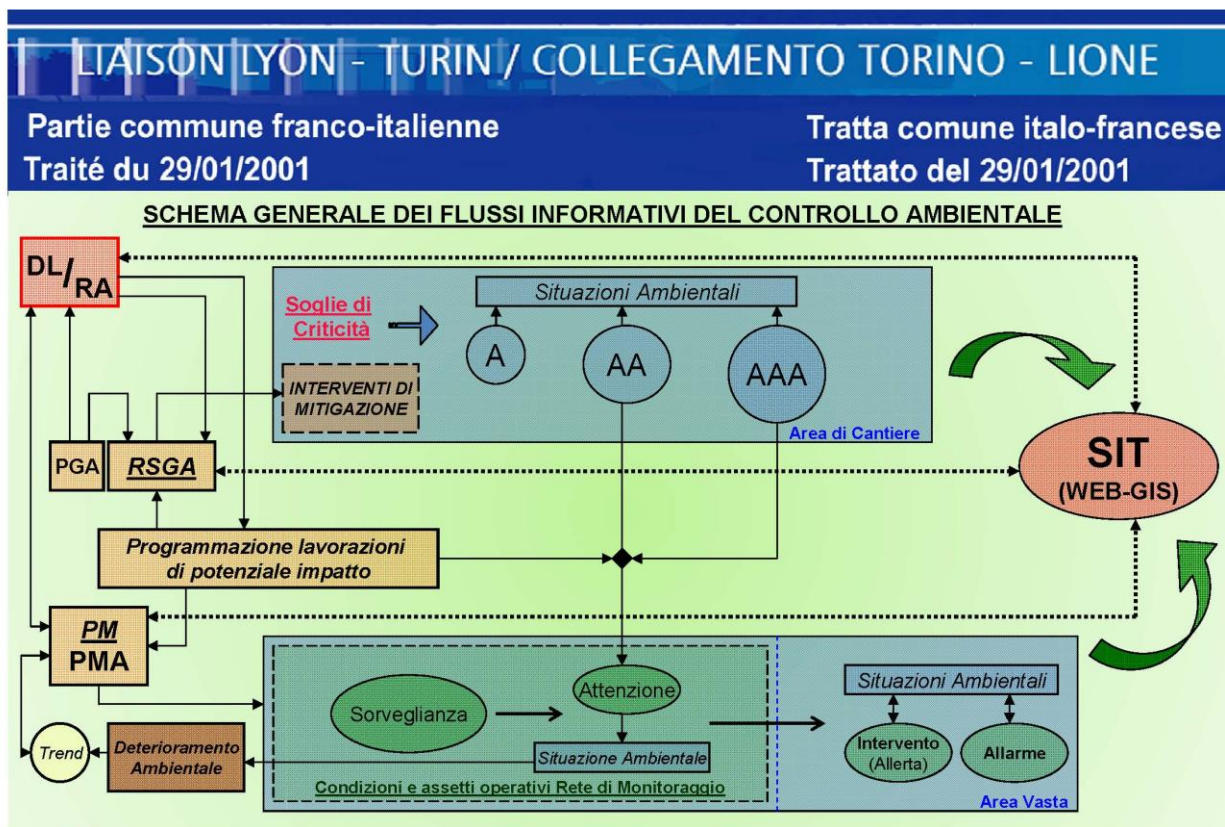 LIAISON LYON - TURIN / COLLEGAMENTO TORINO - LIONE
Partie commune franco-italienne
Traité du 29/01/2001
Tratta comune italo-francese
Trattato del 29/01/2001
SCHEMA GENERALE DEI FLUSSI INFORMATIVI DEL CONTROLLO AMBIENTALE
DL/RA
Soglie di
Criticità
Situazioni Ambientali
A
AA
AAA
INTERVENTI DI
MITIGAZIONE
Area di Cantiere
PGA
RSGA
SIT
(WEB-GIS)
Programmazione lavorazioni
di potenziale impatto
PM
PMA
Sorveglianza
Attenzione
Situazione Ambientale
Condizioni e assetti operativi Rete di Monitoraggio
Situazioni Ambientali
Intervento
(Allerta)
Allarme
Area Vasta
Trend
Deterioramento
Ambientale